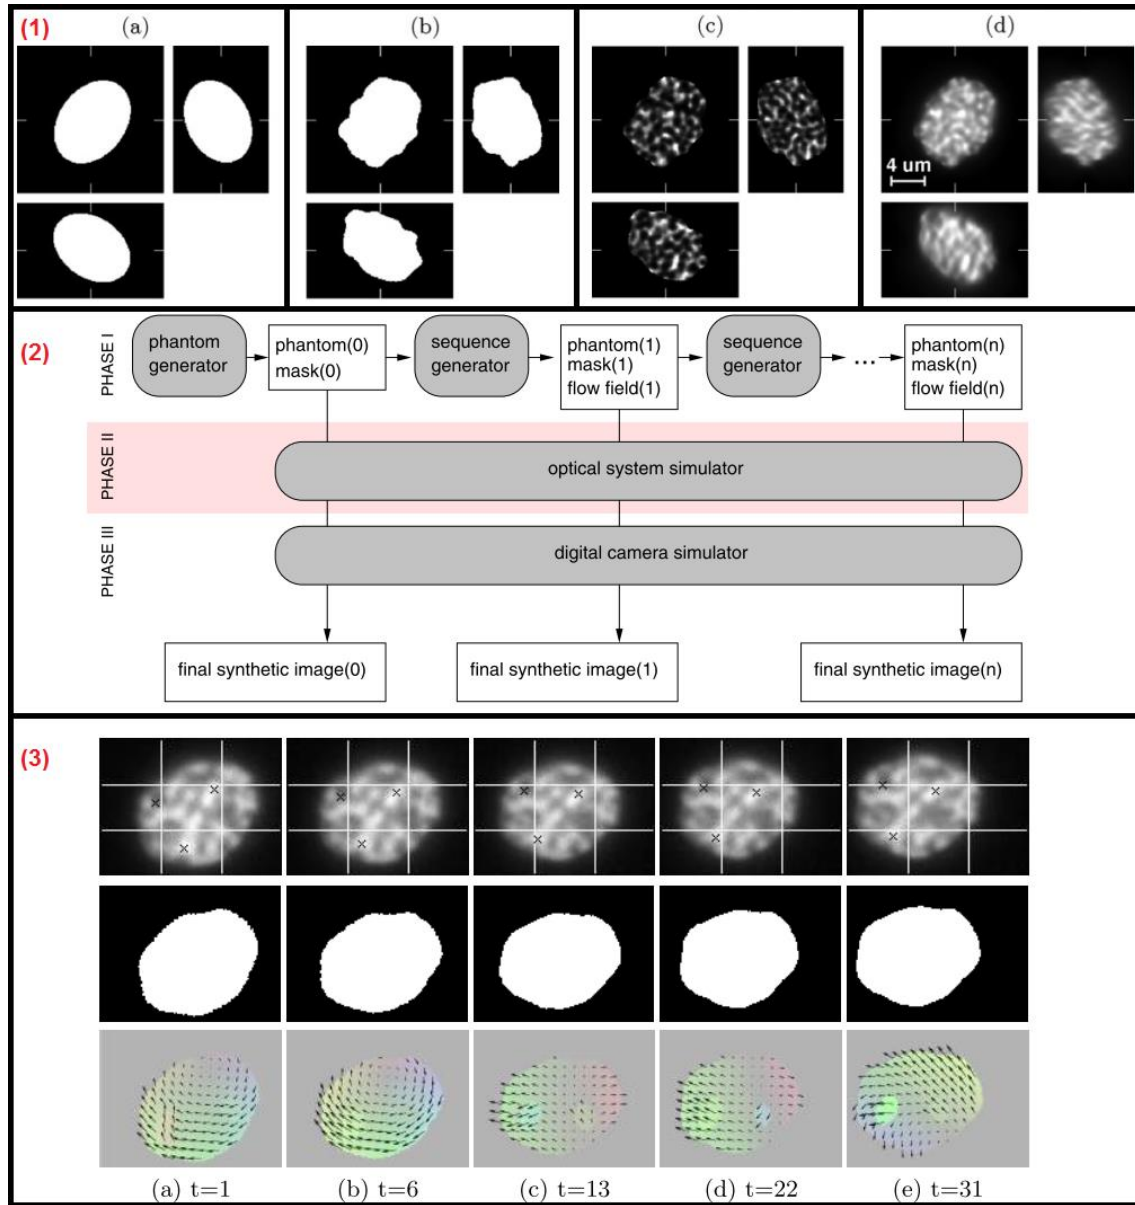 (1)
(a)
(b)
(c)
(d)
4 um
(2)
PHASE I
phantom
generator
phantom(0)
mask(0)
sequence
generator
phantom(1)
mask(1)
flow field(1)
sequence
generator
...
phantom(n)
mask(n)
flow field(n)
PHASE II
optical system simulator
PHASE III
digital camera simulator
final synthetic image(0)
final synthetic image(1)
final synthetic image(n)
(3)
(a) t=1
(b) t=6
(c) t=13
(d) t=22
(e) t=31